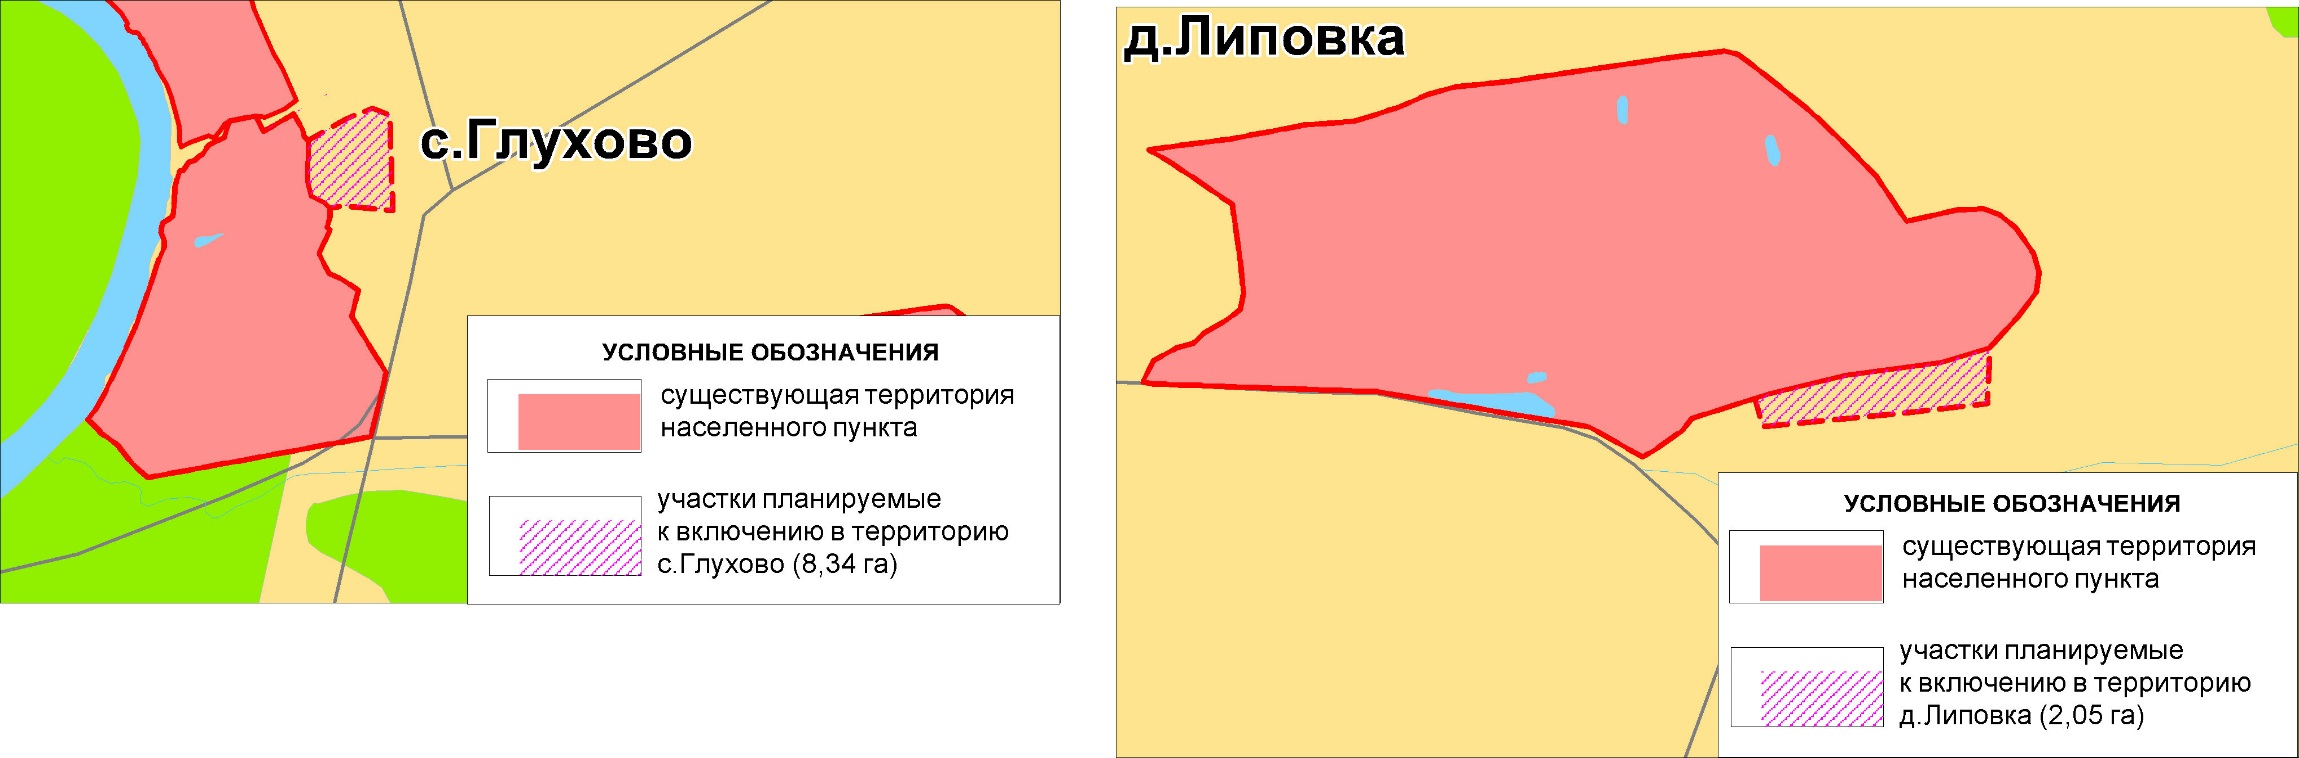 с.Глухово
УСЛОВНЫЕ ОБОЗНАЧЕНИЯ
существующая территория
населенного пункта
участки планируемые
к включению в территорию
с.Глухово (8,34 га)
д.Липовка
УСЛОВНЫЕ ОБОЗНАЧЕНИЯ
существующая территория
населенного пункта
участки планируемые
к включению в территорию
д.Липовка (2,05 га)